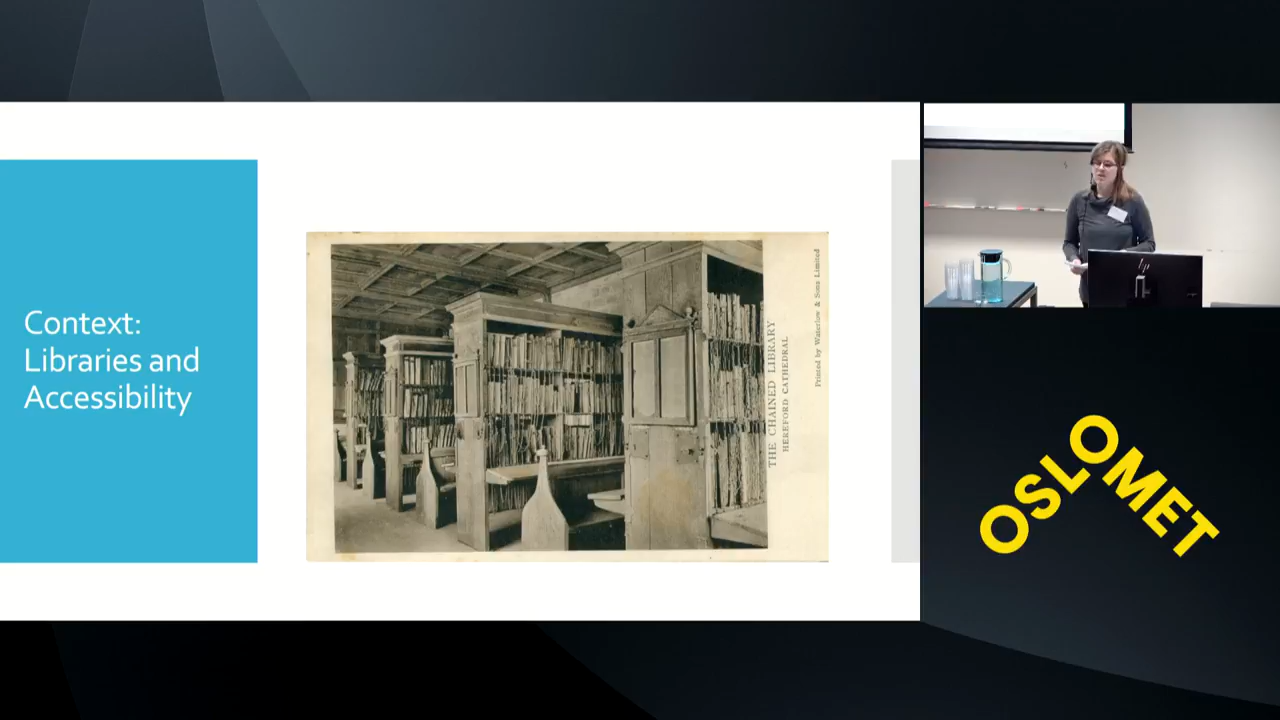 Context:
Libraries and
Accessibility
THE CHAINED LIBRARY
HEREFORD CATHEDRAL
Printed by Waterlow & Sons Limited
OSLOMET